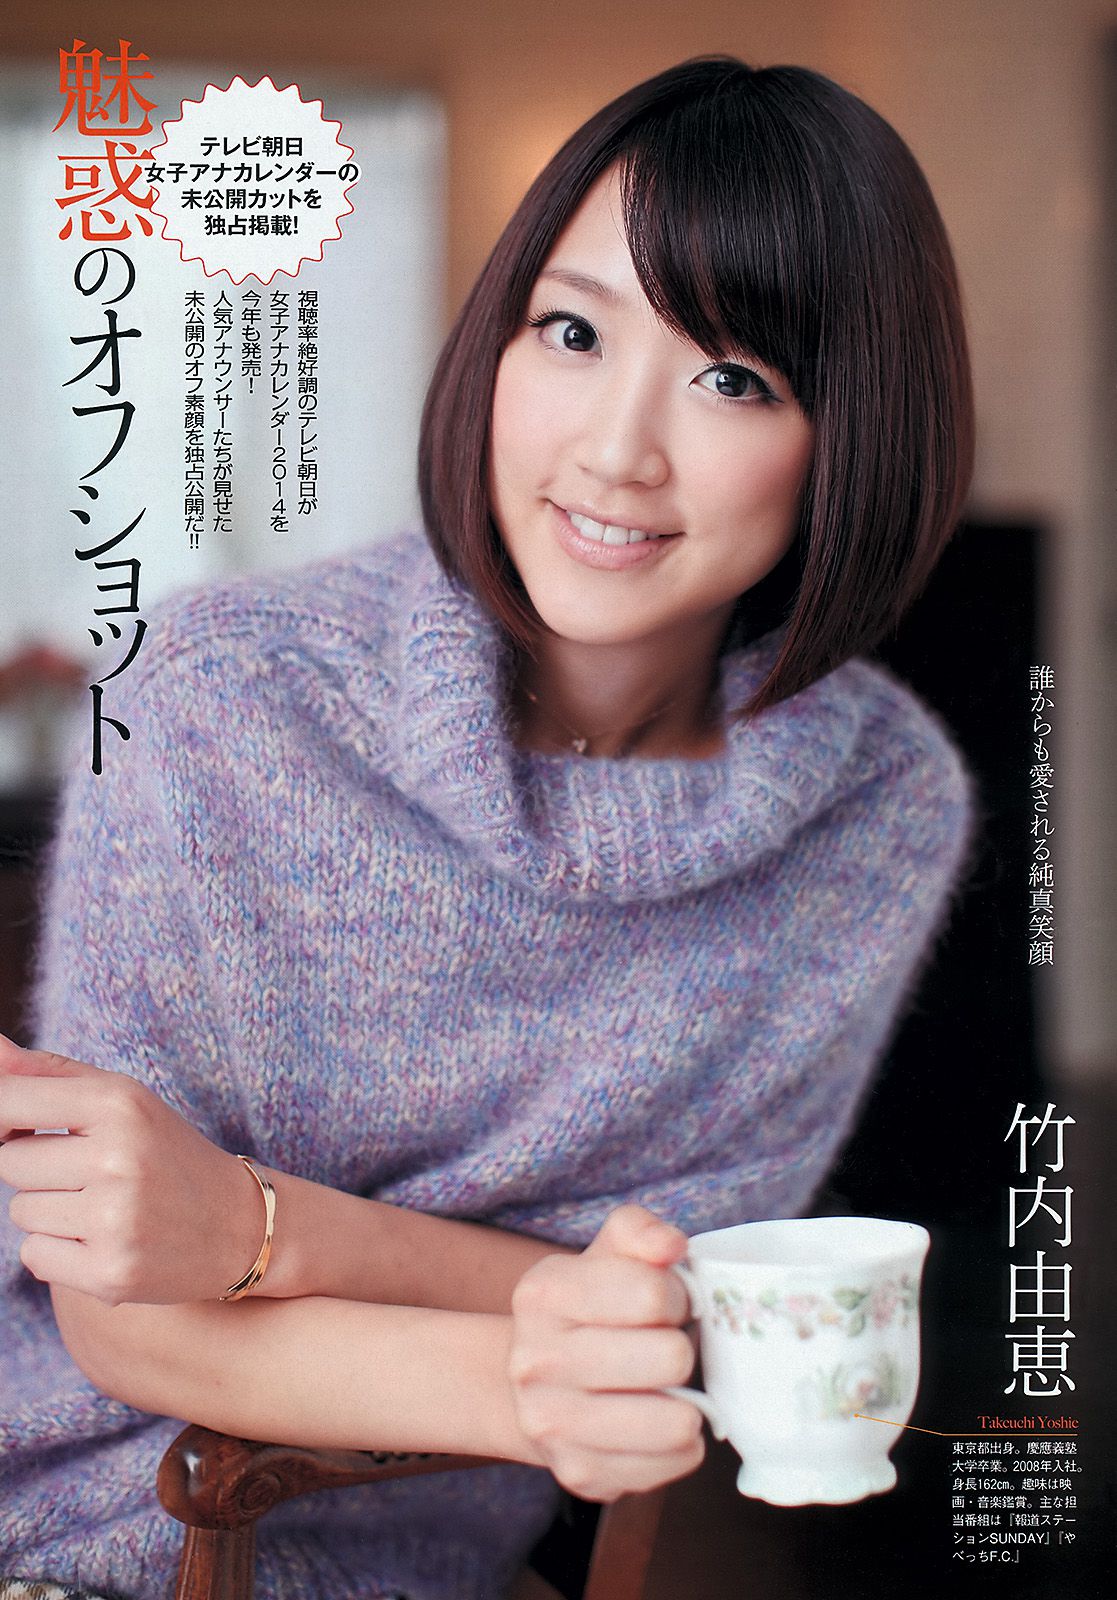 魅惑のオフショット
テレビ朝日
女子アナカレンダーの
未公開カットを
独占掲載!
視聴率絶好調のテレビ朝日が
女子アナカレンダー2014を
今年も発売!
人気アナウンサーたちが見せた
未公開のオフ素顔を独占公開だ!!
誰からも愛される純真笑顔
竹内由恵
Takeuchi Yoshie
東京都出身。慶應義塾
大学卒業。2008年入社。
身長162cm。趣味は映
画・音楽鑑賞。主な担
当番組は『報道ステー
ションSUNDAY』『や
べっちF.C.』